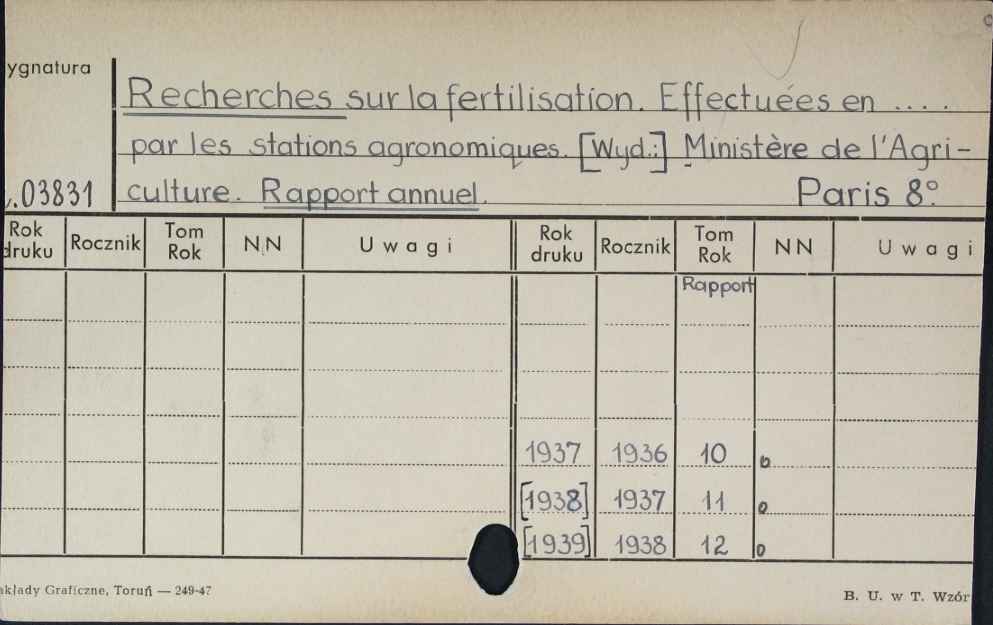 ygnatura
Recherches sur la fertilisation. Effectuées en ....
par les stations agronomiques. [Wyd.:] Ministère de l'Agri-
.03831 culture. Rapport annuel. Paris 8°.
Rok druku Rocznik Tom Rok NN Uwagi Rok druku Rocznik Tom Rok NN Uwagi
Rapport
1937 1936 10 o
[1938] 1937 11 o
[1939] 1938 12 o
akłady Graficzne, Toruń — 249-47 B. U. w T. Wzór